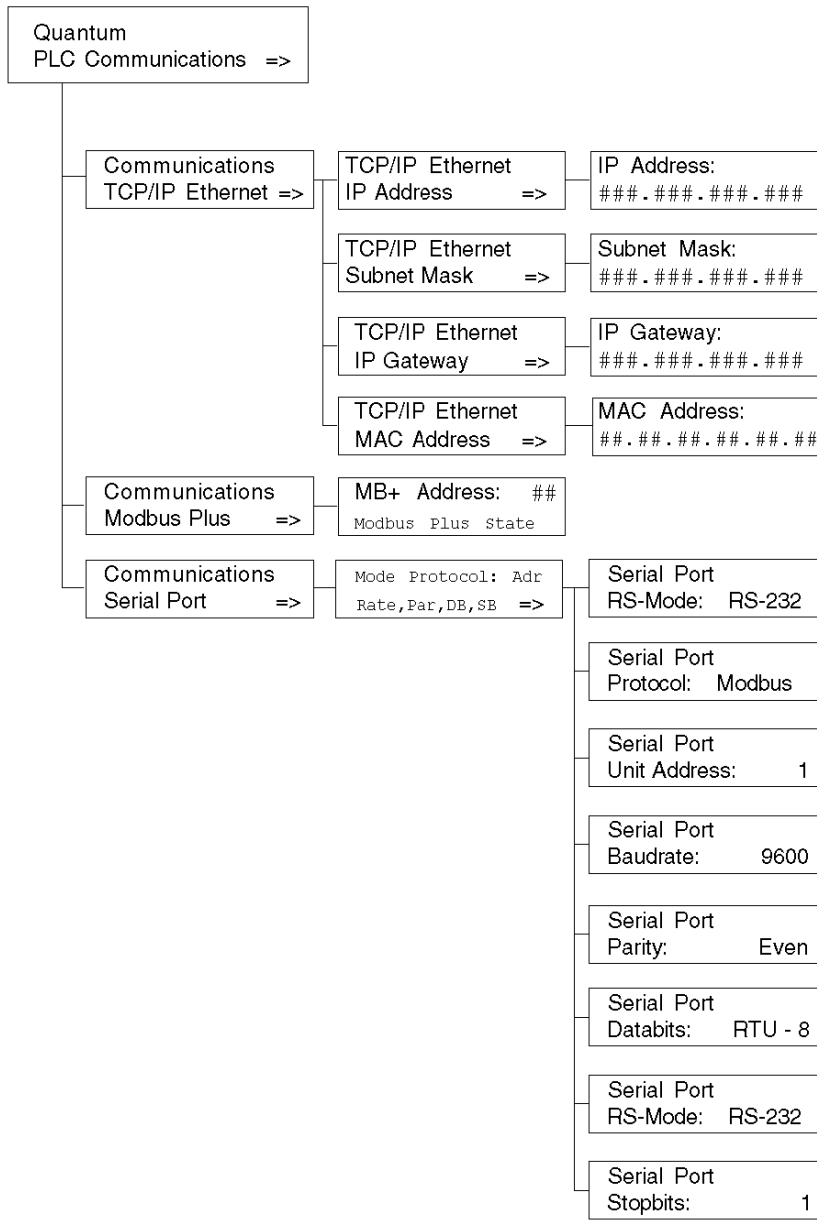 Quantum
PLC Communications =>
Communications
TCP/IP Ethernet =>
TCP/IP Ethernet
IP Address =>
IP Address:
###.###.###.###
TCP/IP Ethernet
Subnet Mask =>
Subnet Mask:
###.###.###.###
TCP/IP Ethernet
IP Gateway =>
IP Gateway:
###.###.###.###
TCP/IP Ethernet
MAC Address =>
MAC Address:
##.##.##.##.##.##
Communications
Modbus Plus =>
MB+ Address: ##
Modbus Plus State
Communications
Serial Port =>
Mode Protocol: Adr
Rate,Par,DB,SB =>
Serial Port
RS-Mode: RS-232
Serial Port
Protocol: Modbus
Serial Port
Unit Address: 1
Serial Port
Baudrate: 9600
Serial Port
Parity: Even
Serial Port
Databits: RTU - 8
Serial Port
RS-Mode: RS-232
Serial Port
Stopbits: 1